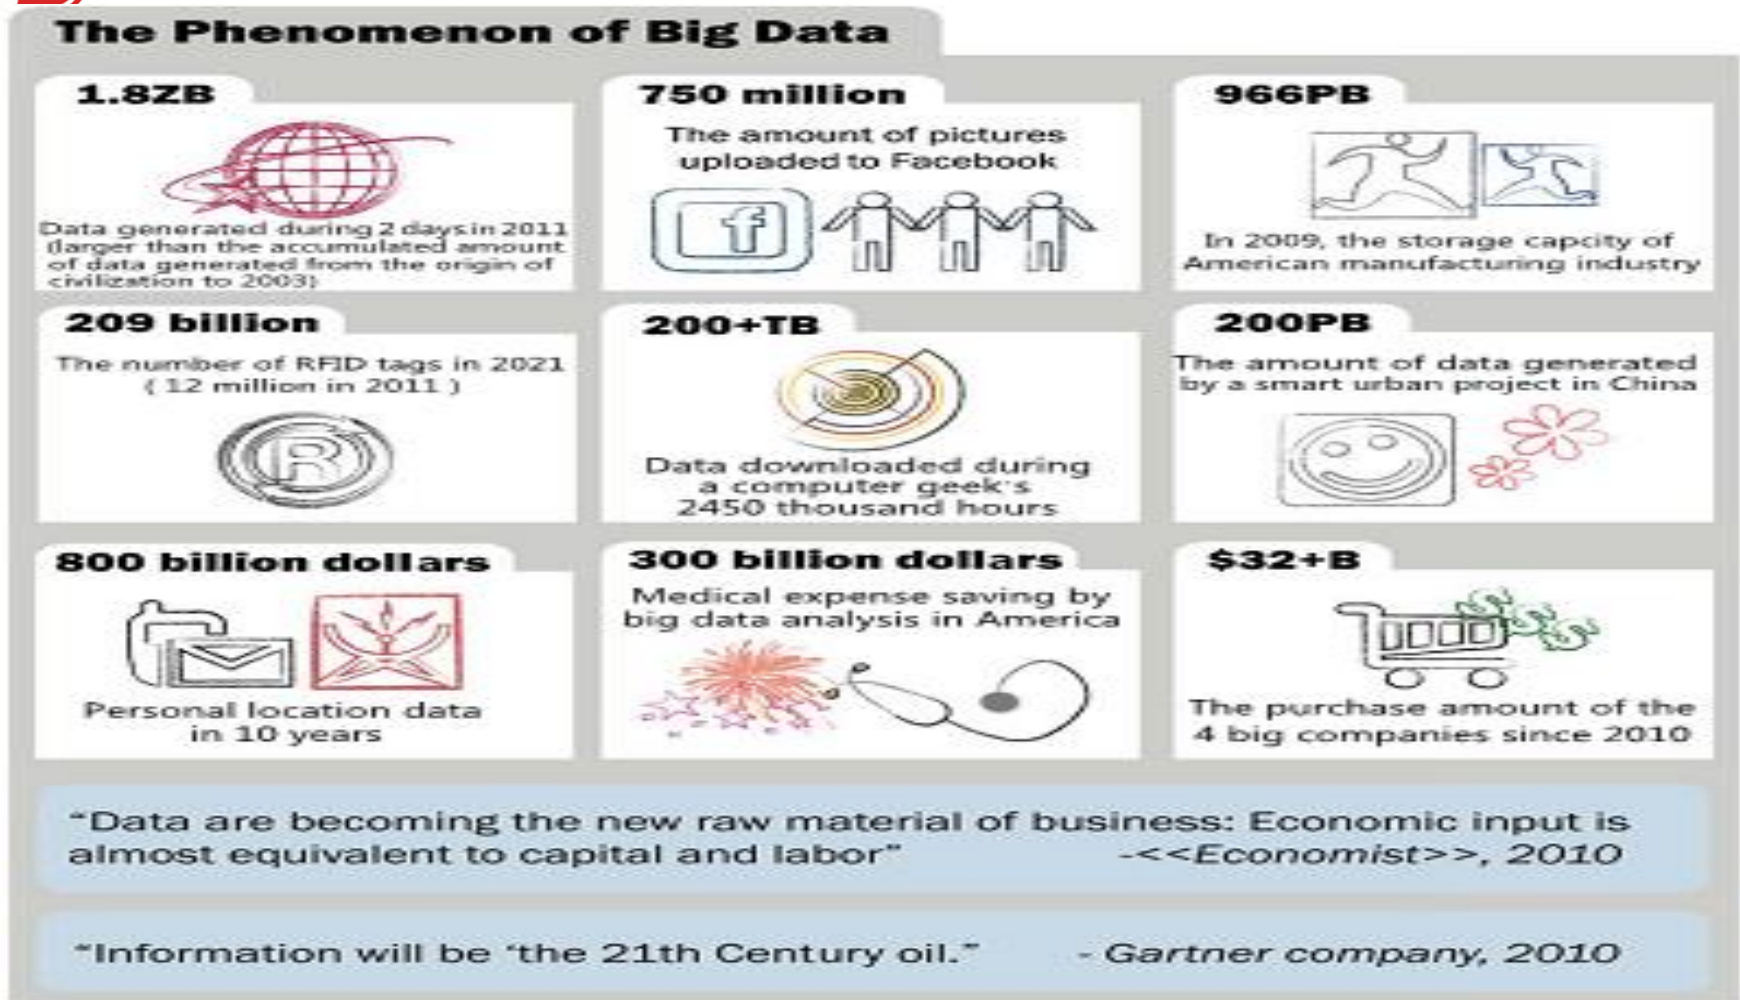 The Phenomenon of Big Data
1.8ZB
Data generated during 2 days in 2011
(larger than the accumulated amount
of data generated from the origin of
civilization to 2003)
750 million
The amount of pictures
uploaded to Facebook
f
966PB
In 2009, the storage capcity of
American manufacturing industry
209 billion
The number of RFID tags in 2021
( 12 million in 2011 )
R
200+TB
Data downloaded during
a computer geek's
2450 thousand hours
200PB
The amount of data generated
by a smart urban project in China
800 billion dollars
Personal location data
in 10 years
300 billion dollars
Medical expense saving by
big data analysis in America
$32+B
$$$
The purchase amount of the
4 big companies since 2010
“Data are becoming the new raw material of business: Economic input is
almost equivalent to capital and labor” -<<Economist>>, 2010
“Information will be ‘the 21th Century oil.” - Gartner company, 2010